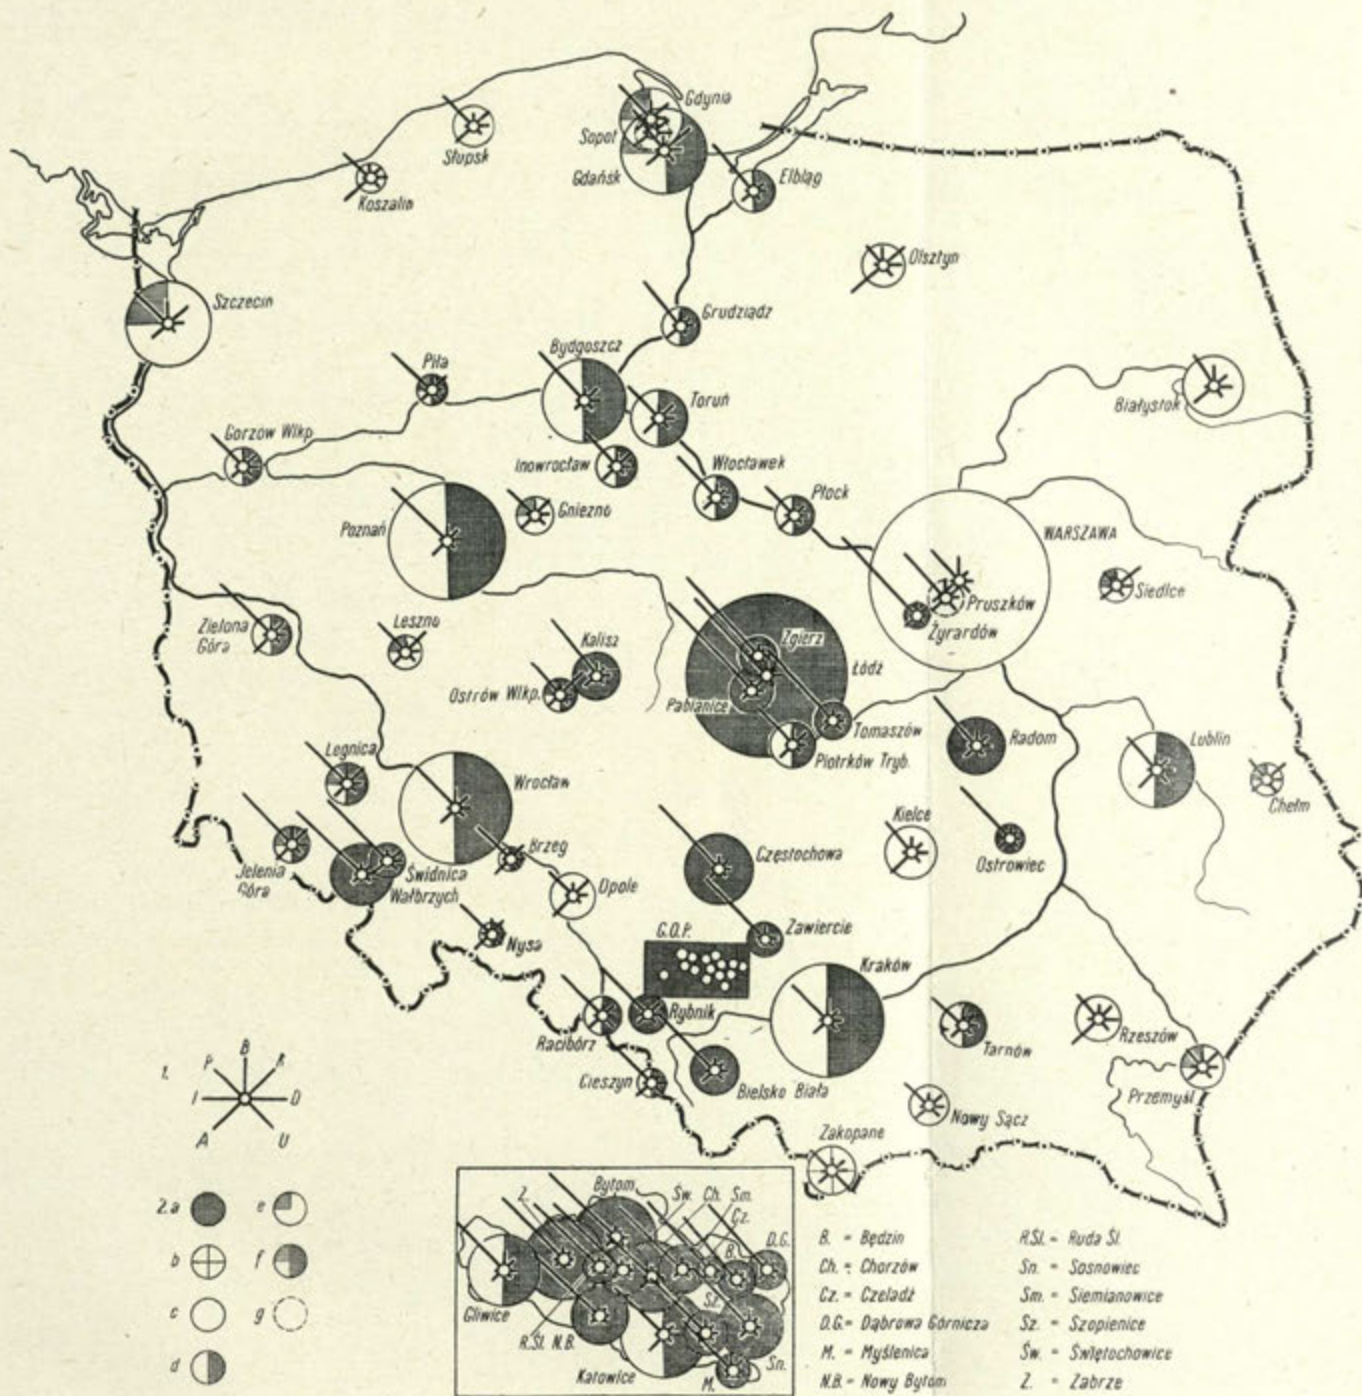 Gdynia
Sopot
Słupsk
Gdańsk
Elbląg
Koszalin
Olsztyn
Szczecin
Grudziądz
Bydgoszcz
Piła
Toruń
Białystok
Gorzów Wlkp.
Inowrocław
Włocławek
Płock
Gniezno
Poznań
WARSZAWA
Siedlce
Pruszków
Żyrardów
Zielona
Góra
Leszno
Kalisz
Zgierz
Łódź
Ostrów Wlkp.
Pabianice
Tomaszów
Radom
Lublin
Piotrków Tryb.
Legnica
Wrocław
Chełm
Kielce
Brzeg
Częstochowa
Ostrowiec
Jelenia
Góra
Świdnica
Wałbrzych
Opole
Nysa
G.O.P.
Zawiercie
Kraków
Rybnik
Racibórz
Tarnów
Rzeszów
Cieszyn
Bielsko Biała
Przemyśl
Nowy Sącz
Zakopane
1.
B
P
R
I
O
A
U
2.a
e
b
f
c
g
d
Z.
Bytom
Św.
Ch.
Sm.
Cz.
D.G.
B.
Gliwice
Sz.
R.Śl.
N.B.
Katowice
Sn.
M.
B. = Będzin
Ch. = Chorzów
Cz. = Czeladź
D.G. = Dąbrowa Górnicza
M. = Myślenica
N.B. = Nowy Bytom
R.Śl. = Ruda Śl.
Sn. = Sosnowiec
Sm. = Siemianowice
Sz. = Szopienice
Św. = Świętochowice
Z. = Zabrze